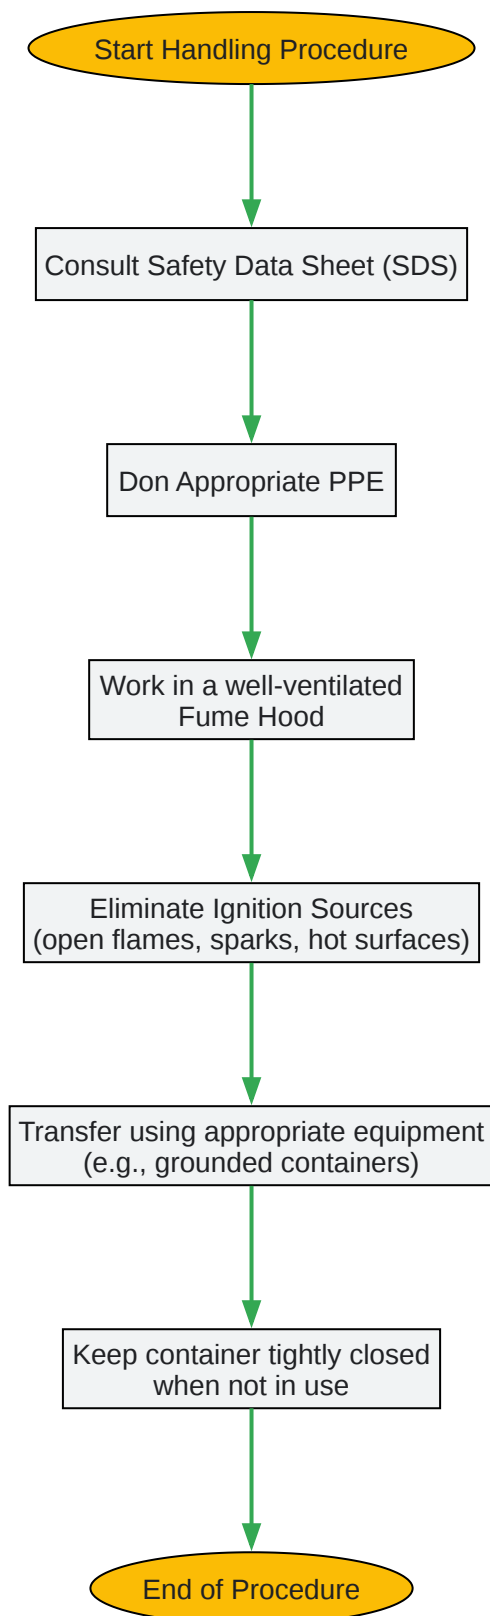 Start Handling Procedure
Consult Safety Data Sheet (SDS)
Don Appropriate PPE
Work in a well-ventilated
Fume Hood
Eliminate Ignition Sources
(open flames, sparks, hot surfaces)
Transfer using appropriate equipment
(e.g., grounded containers)
Keep container tightly closed
when not in use
End of Procedure